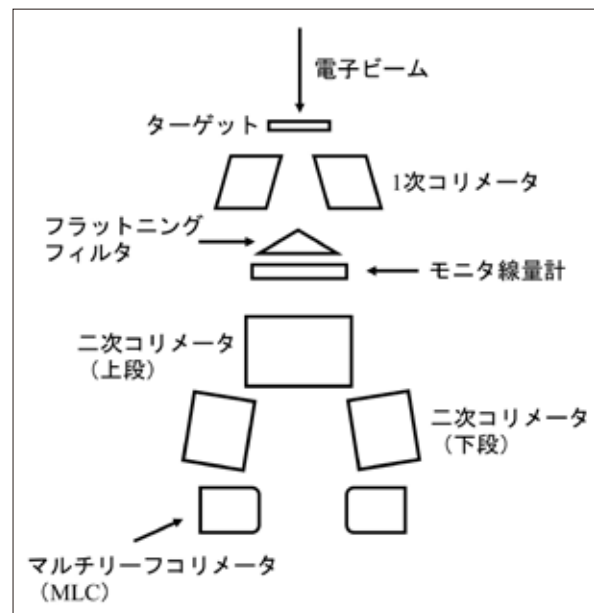 電子ビーム
ターゲット
1次コリメータ
フラットニング
フィルタ
モニタ線量計
二次コリメータ
(上段)
二次コリメータ
(下段)
マルチリーフコリメータ
(MLC)